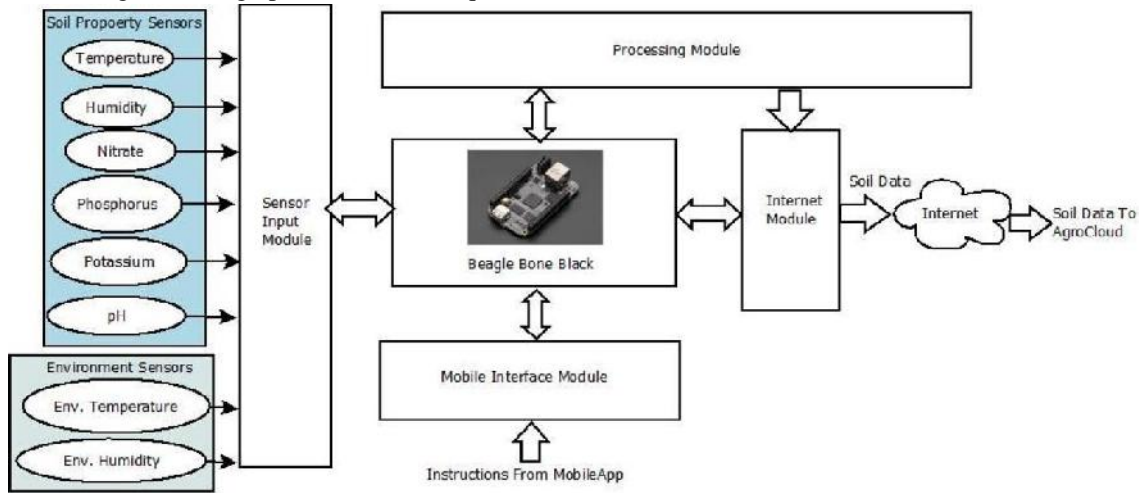 Soil Propoerty Sensors
Temperature
Humidity
Nitrate
Phosphorus
Potassium
pH
Environment Sensors
Env. Temperature
Env. Humidity
Sensor
Input
Module
Processing Module
Beagle Bone Black
Mobile Interface Module
Instructions From MobileApp
Internet
Module
Soil Data
Internet
Soil Data To
AgroCloud